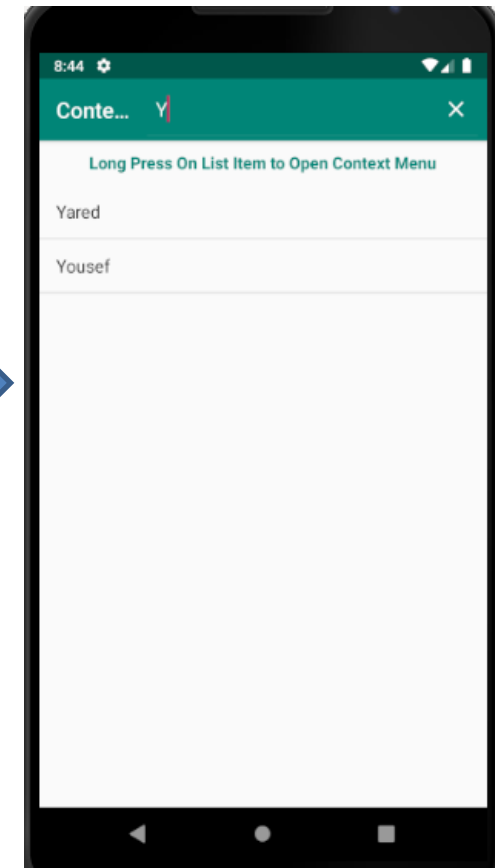 8:44
Conte... Y
Long Press On List Item to Open Context Menu
Yared
Yousef